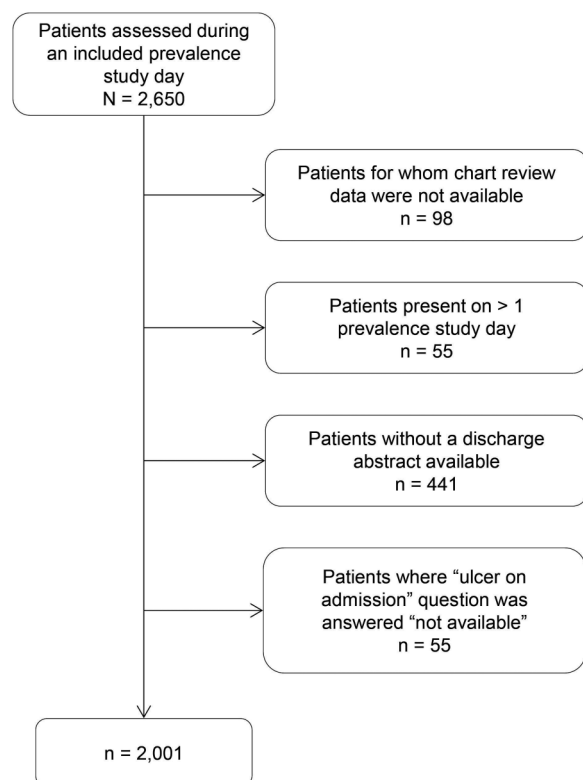 Patients assessed during
an included prevalence
study day
N = 2,650
Patients for whom chart review
data were not available
n = 98
Patients present on > 1
prevalence study day
n = 55
Patients without a discharge
abstract available
n = 441
Patients where “ulcer on
admission” question was
answered “not available”
n = 55
n = 2,001